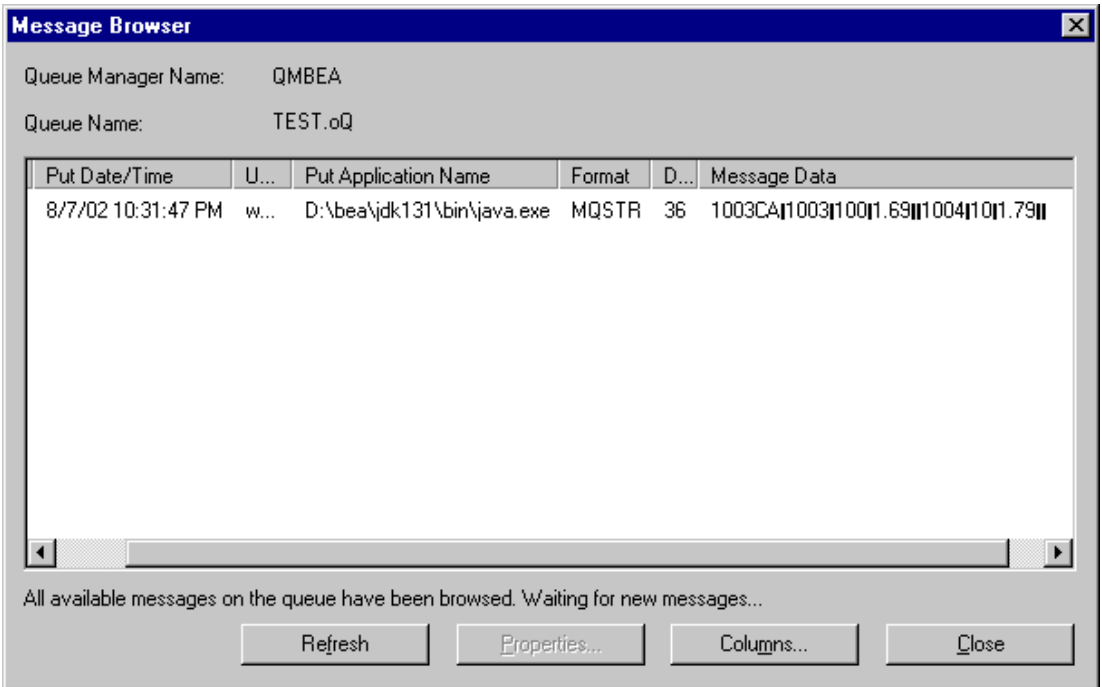 Message Browser
Queue Manager Name: QMBEA
Queue Name: TEST.oQ
Put Date/Time U... Put Application Name Format D... Message Data
8/7/02 10:31:47 PM w... D:\bea\jdk131\bin\java.exe MQSTR 36 1003CA|1003|100|1.69||1004|10|1.79||
All available messages on the queue have been browsed. Waiting for new messages...
Refresh Properties... Columns... Close